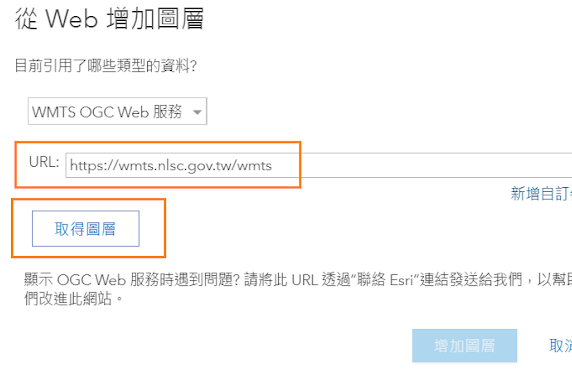 從 Web 增加圖層
目前引用了哪些類型的資料?
WMTS OGC Web 服務
URL: https://wmts.nlsc.gov.tw/wmts
新增自訂
取得圖層
顯示 OGC Web 服務時遇到問題? 請將此 URL 透過“聯絡 Esri”連結發送給我們，以幫
們改進此網站。
增加圖層 取